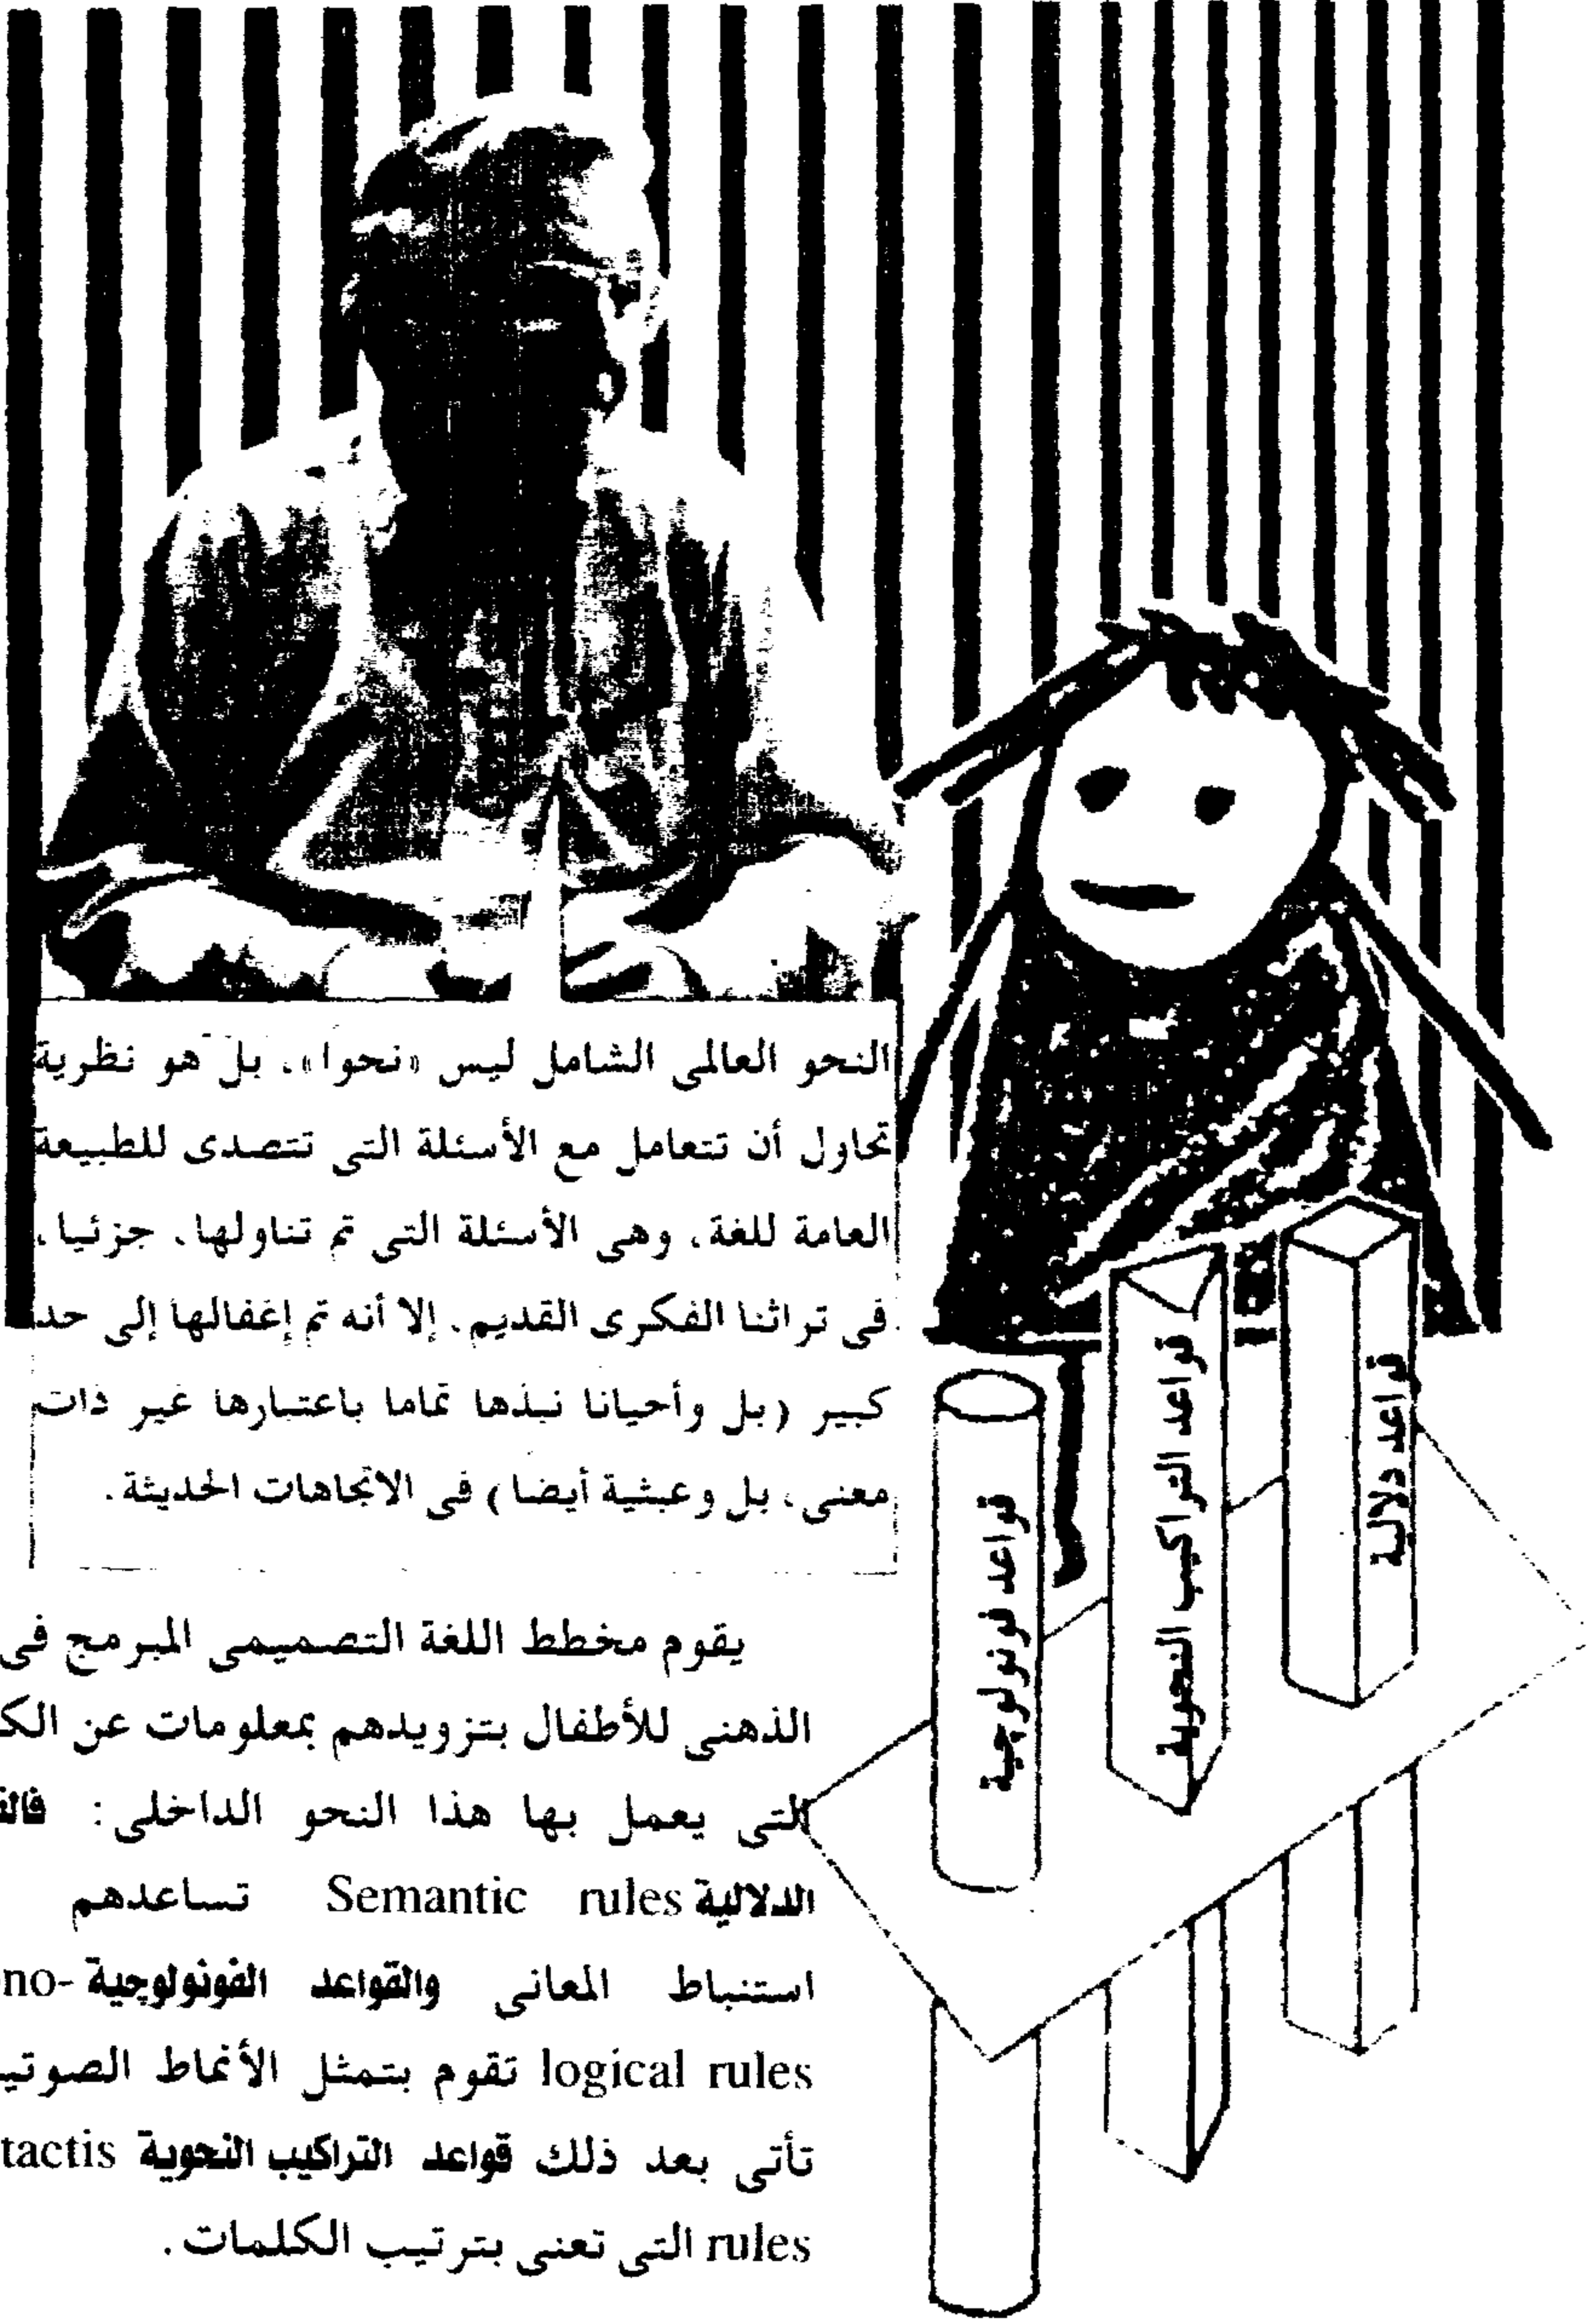 النحو العالمى الشامل ليس «نحوا»، بل هو نظرية
تحاول أن تتعامل مع الأسئلة التى تتصدى للطبيعة
العامة للغة، وهى الأسئلة التى تم تناولها، جزئيا،
فى تراثنا الفكرى القديم. إلا أنه تم إغفالها إلى حد
كبير (بل وأحيانا نبذها تماما باعتبارها غير ذات
معنى، بل وعبثية أيضا) فى الاتجاهات الحديثة.
قواعد فونولوچية
قواعد التراكيب النحوية
قواعد دلالية
يقوم مخطط اللغة التصميمى المبرمج فى
الذهنى للأطفال بتزويدهم بمعلومات عن
التى يعمل بها هذا النحو الداخلى:
الدلالية Semantic rules تساعدهم
استنباط المعانى والقواعد الفونولوچية no-
logical rules تقوم بتمثل الأنماط
تأتى بعد ذلك قواعد التراكيب النحوية tactis
rules التى تعنى بترتيب الكلمات.